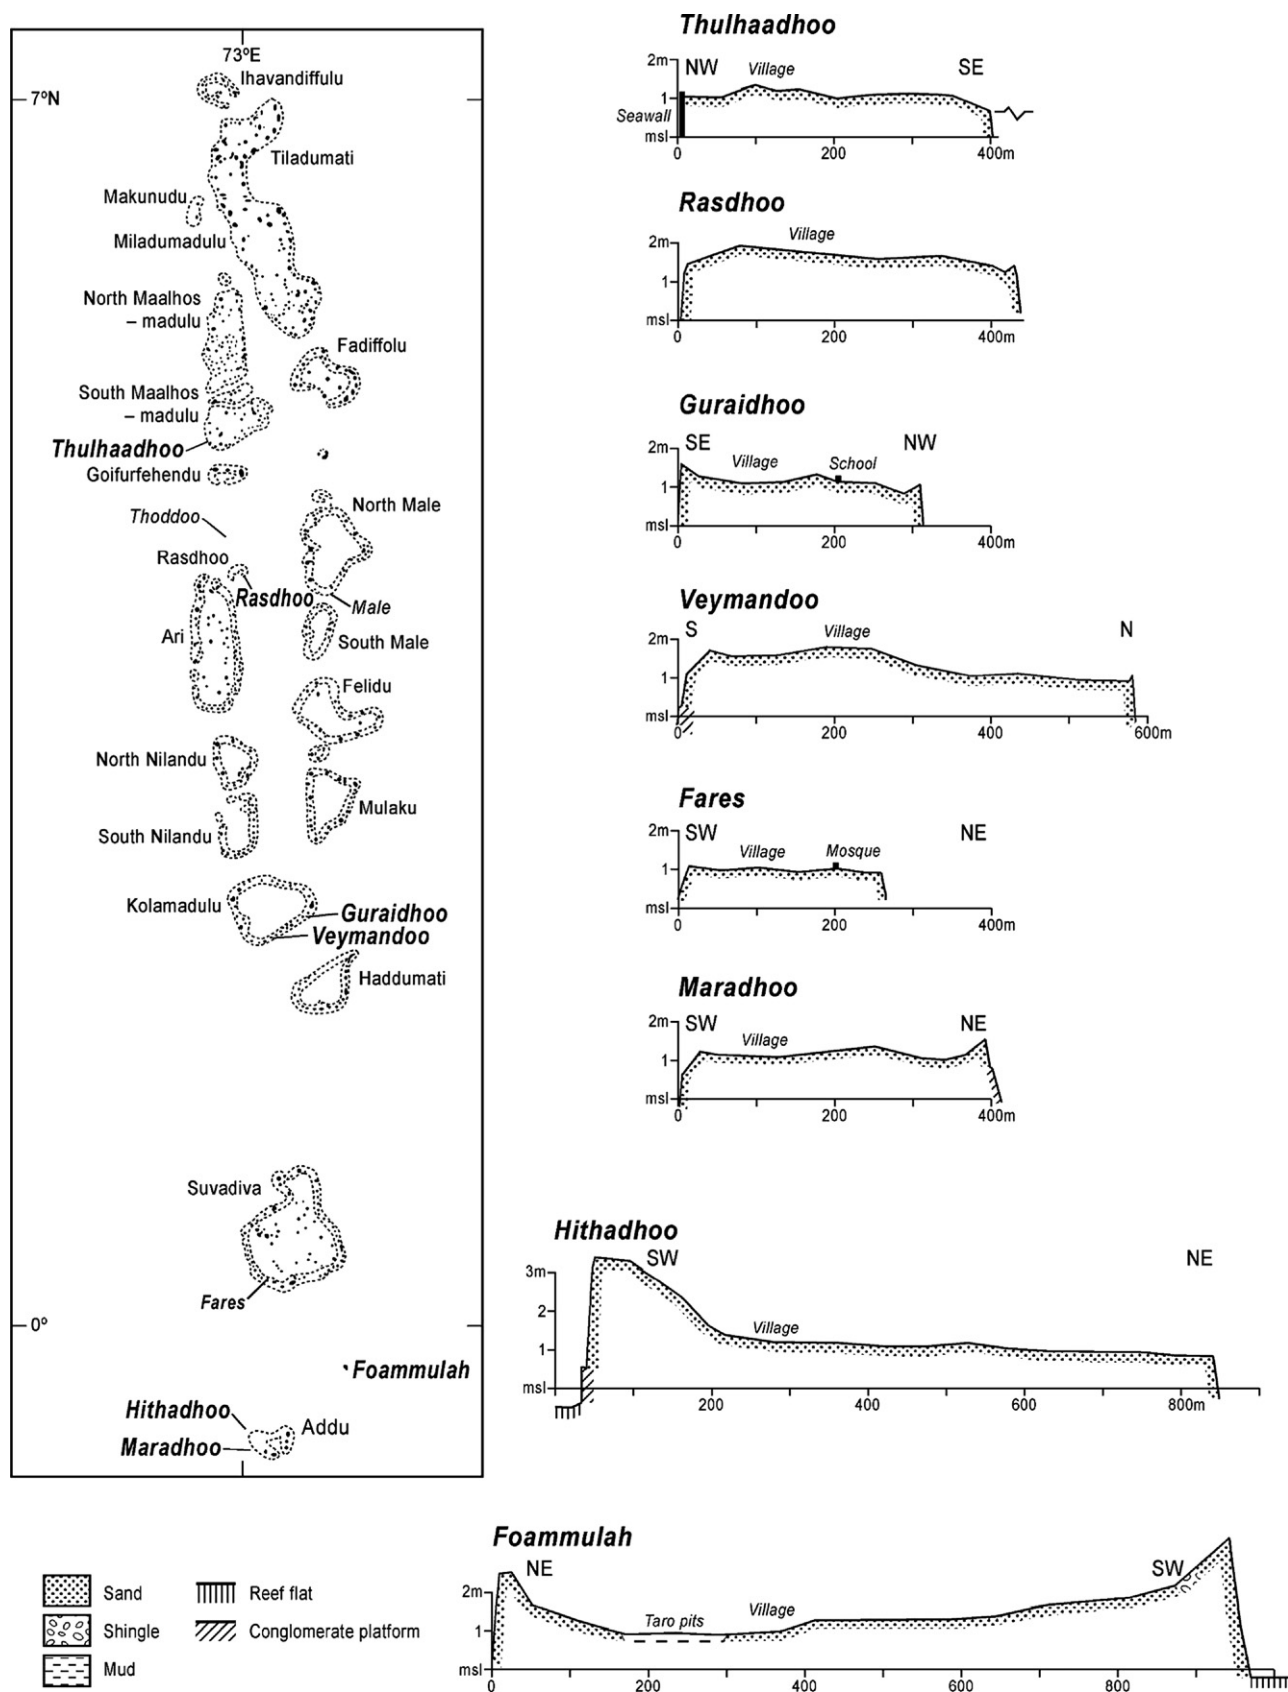 73ºE
7ºN
Ihavandiffulu
Tiladumati
Makunudu
Miladumadulu
North Maalhos
– madulu
Fadiffolu
South Maalhos
– madulu
Thulhaadhoo
Goifurfehendu
North Male
Thoddoo
Rasdhoo
Rasdhoo
Male
Ari
South Male
Felidu
North Nilandu
Mulaku
South Nilandu
Kolamadulu
Guraidhoo
Veymandoo
Haddumati
Suvadiva
Fares
0º
Foammulah
Hithadhoo
Addu
Maradhoo
Thulhaadhoo
2m NW Village SE
1
Seawall
msl
0 200 400m
Rasdhoo
2m Village
1
msl
0 200 400m
Guraidhoo
2m SE Village School NW
1
msl
0 200 400m
Veymandoo
2m S Village N
1
msl
0 200 400 600m
Fares
2m SW Village Mosque NE
1
msl
0 200 400m
Maradhoo
2m SW Village NE
1
msl
0 200 400m
Hithadhoo
SW NE
3m
2
Village
1
msl
200 400 600 800m
Foammulah
NE SW
2m
Taro pits Village
1
msl
0 200 400 600 800
Sand
Shingle
Mud
Reef flat
Conglomerate platform